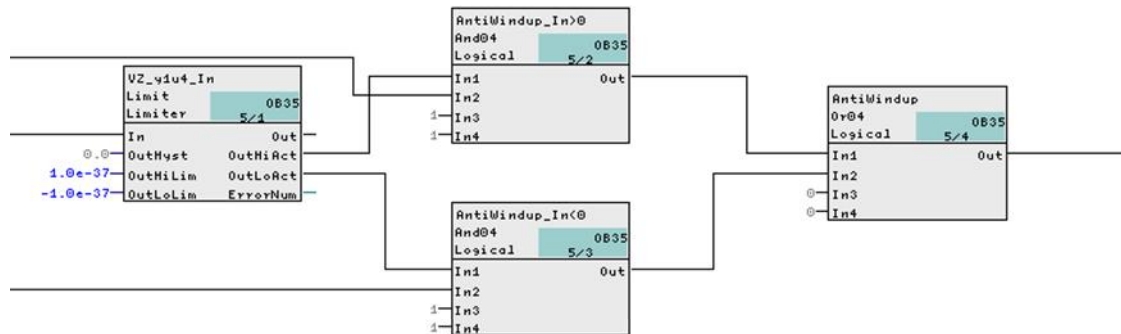 AntiWindup_In>0
And04
Logical
OB35
5/2
In1 Out
In2
1 In3
1 In4
VZ_y1u4_In
Limit
Limiter
OB35
5/1
In Out
0.0 OutHyst OutHiAct
1.0e-37 OutHiLim OutLoAct
-1.0e-37 OutLoLim ErrorNum
AntiWindup
Or04
Logical
OB35
5/4
In1 Out
In2
0 In3
0 In4
AntiWindup_In<0
And04
Logical
OB35
5/3
In1 Out
In2
1 In3
1 In4